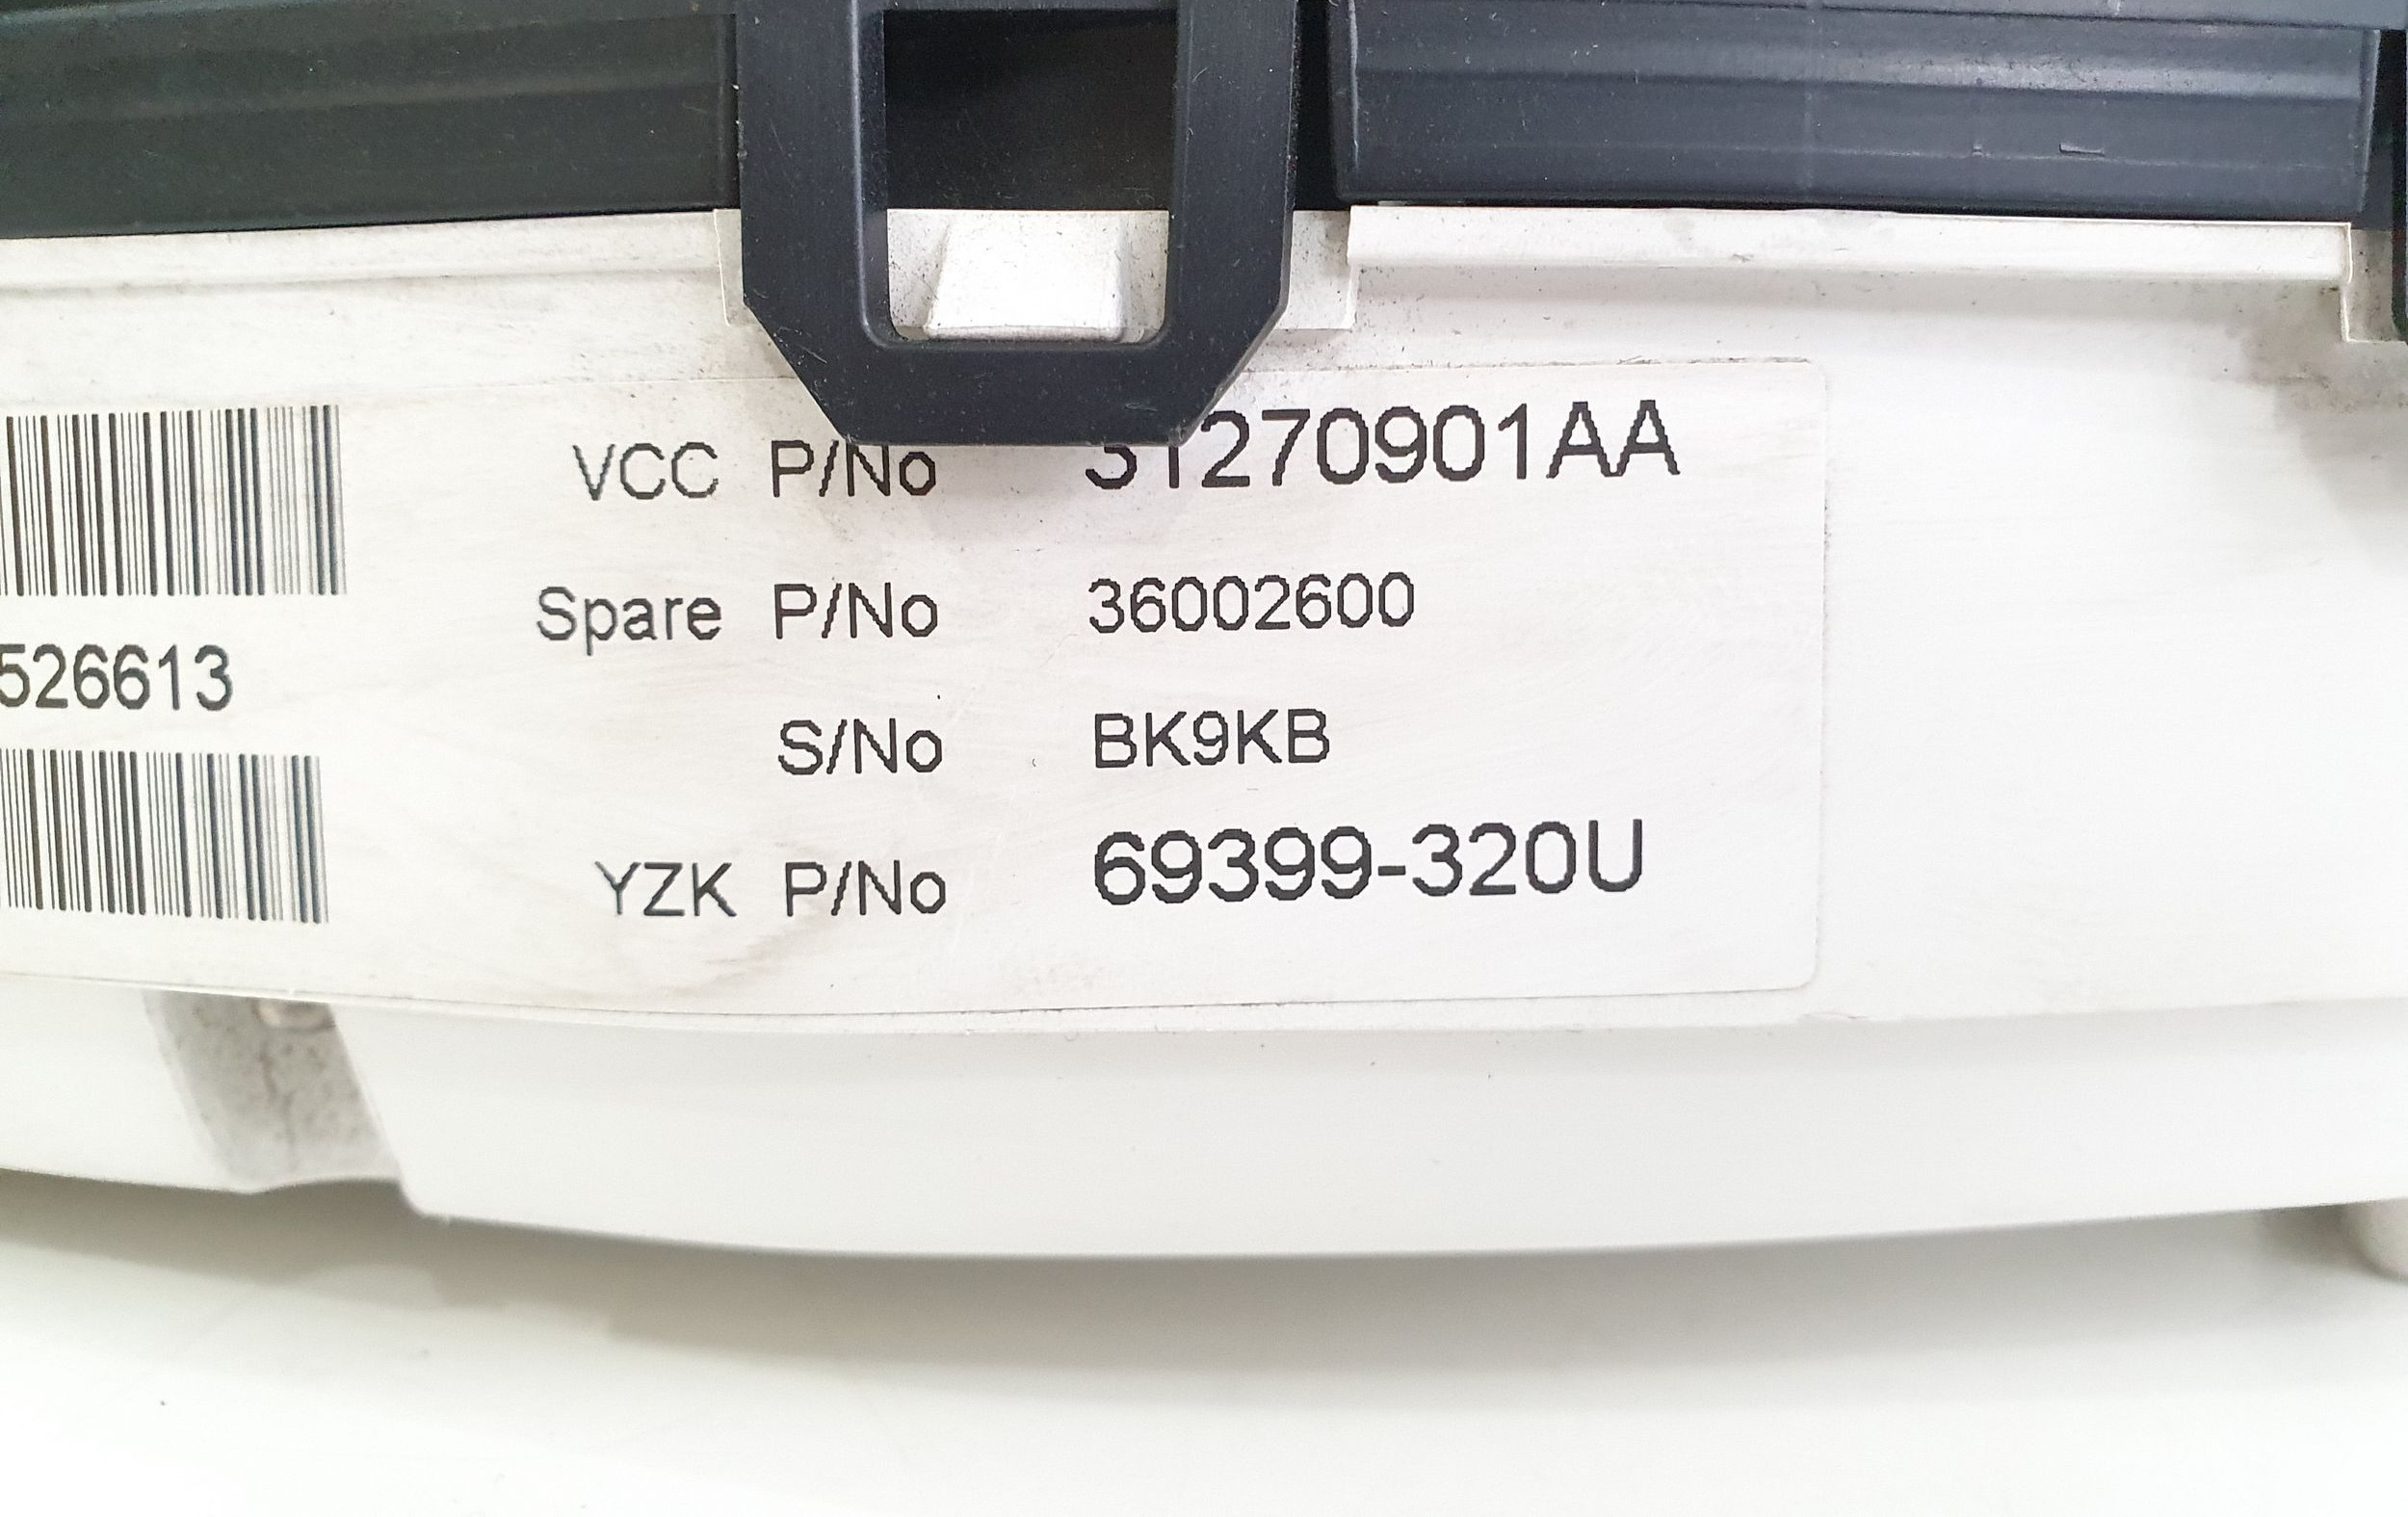 VCC P/No 31270901AA
Spare P/No 36002600
526613
S/No BK9KB
YZK P/No 69399-320U